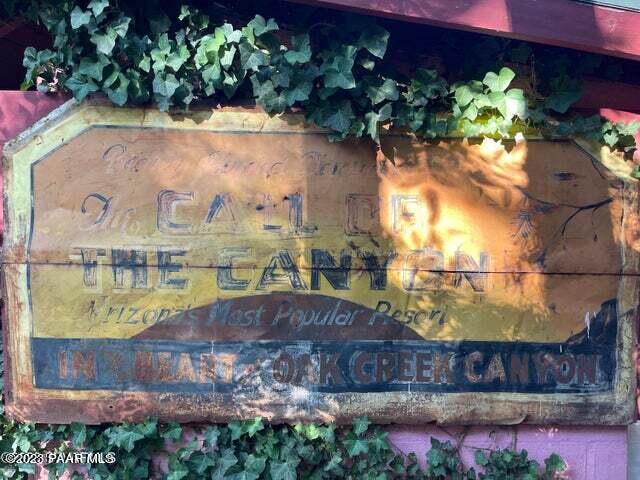 The
CALL OF
THE CANYON
Arizona's Most Popular Resort
IN THE HEART OF OAK CREEK CANYON
© 2023 PAARMLS